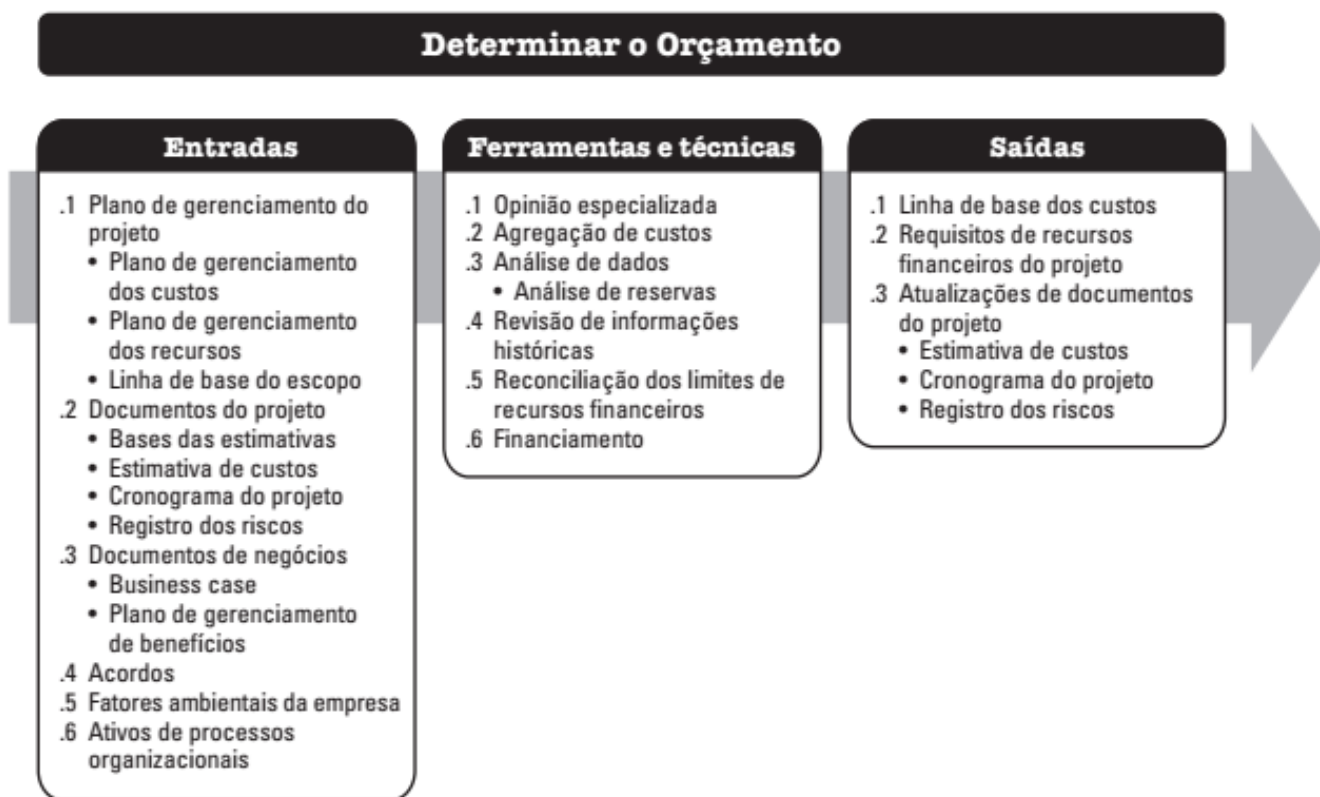 Determinar o Orçamento
Entradas
.1 Plano de gerenciamento do
projeto
• Plano de gerenciamento
dos custos
• Plano de gerenciamento
dos recursos
• Linha de base do escopo
.2 Documentos do projeto
• Bases das estimativas
• Estimativa de custos
• Cronograma do projeto
• Registro dos riscos
.3 Documentos de negócios
• Business case
• Plano de gerenciamento
de benefícios
.4 Acordos
.5 Fatores ambientais da empresa
.6 Ativos de processos
organizacionais
Ferramentas e técnicas
.1 Opinião especializada
.2 Agregação de custos
.3 Análise de dados
• Análise de reservas
.4 Revisão de informações
históricas
.5 Reconciliação dos limites de
recursos financeiros
.6 Financiamento
Saídas
.1 Linha de base dos custos
.2 Requisitos de recursos
financeiros do projeto
.3 Atualizações de documentos
do projeto
• Estimativa de custos
• Cronograma do projeto
• Registro dos riscos